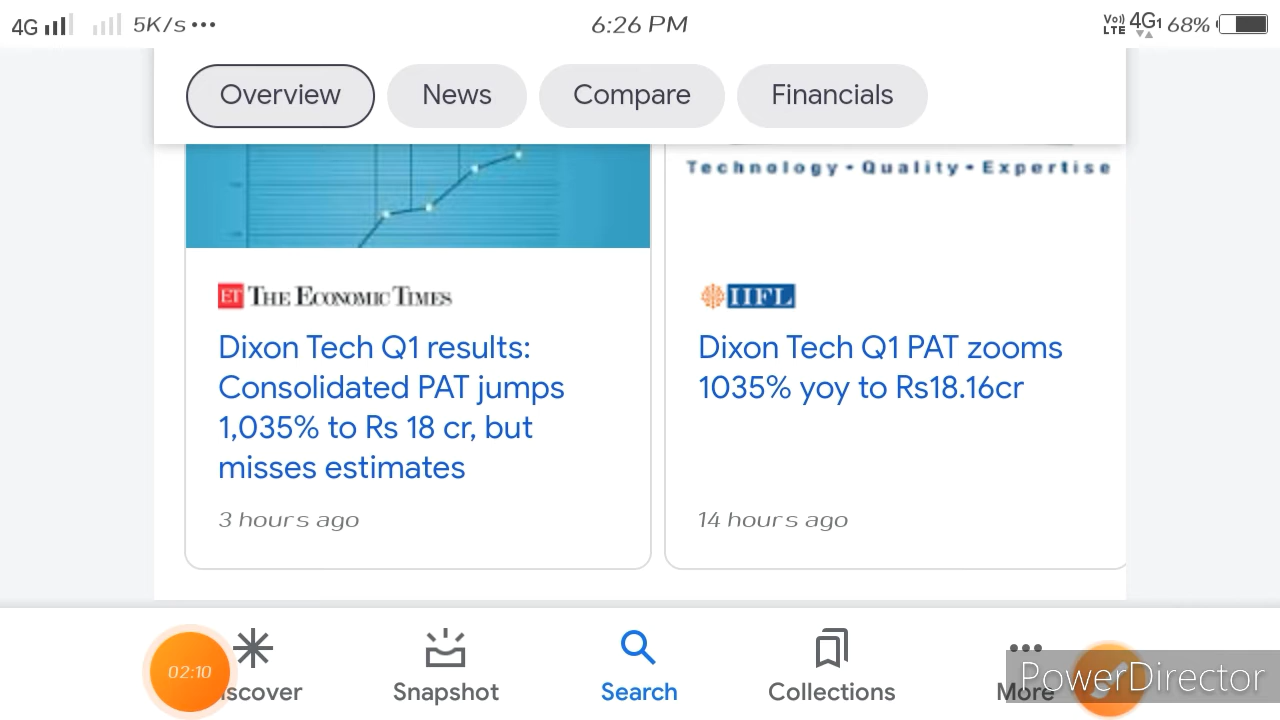 4G 5K/s ••• 6:26 PM Vo)) LTE 4G1 68%
Overview News Compare Financials
Technology • Quality • Expertise
ET THE ECONOMIC TIMES
Dixon Tech Q1 results:
Consolidated PAT jumps
1,035% to Rs 18 cr, but
misses estimates
3 hours ago
IIFL
Dixon Tech Q1 PAT zooms
1035% yoy to Rs18.16cr
14 hours ago
02:10
iscover Snapshot Search Collections More
PowerDirector